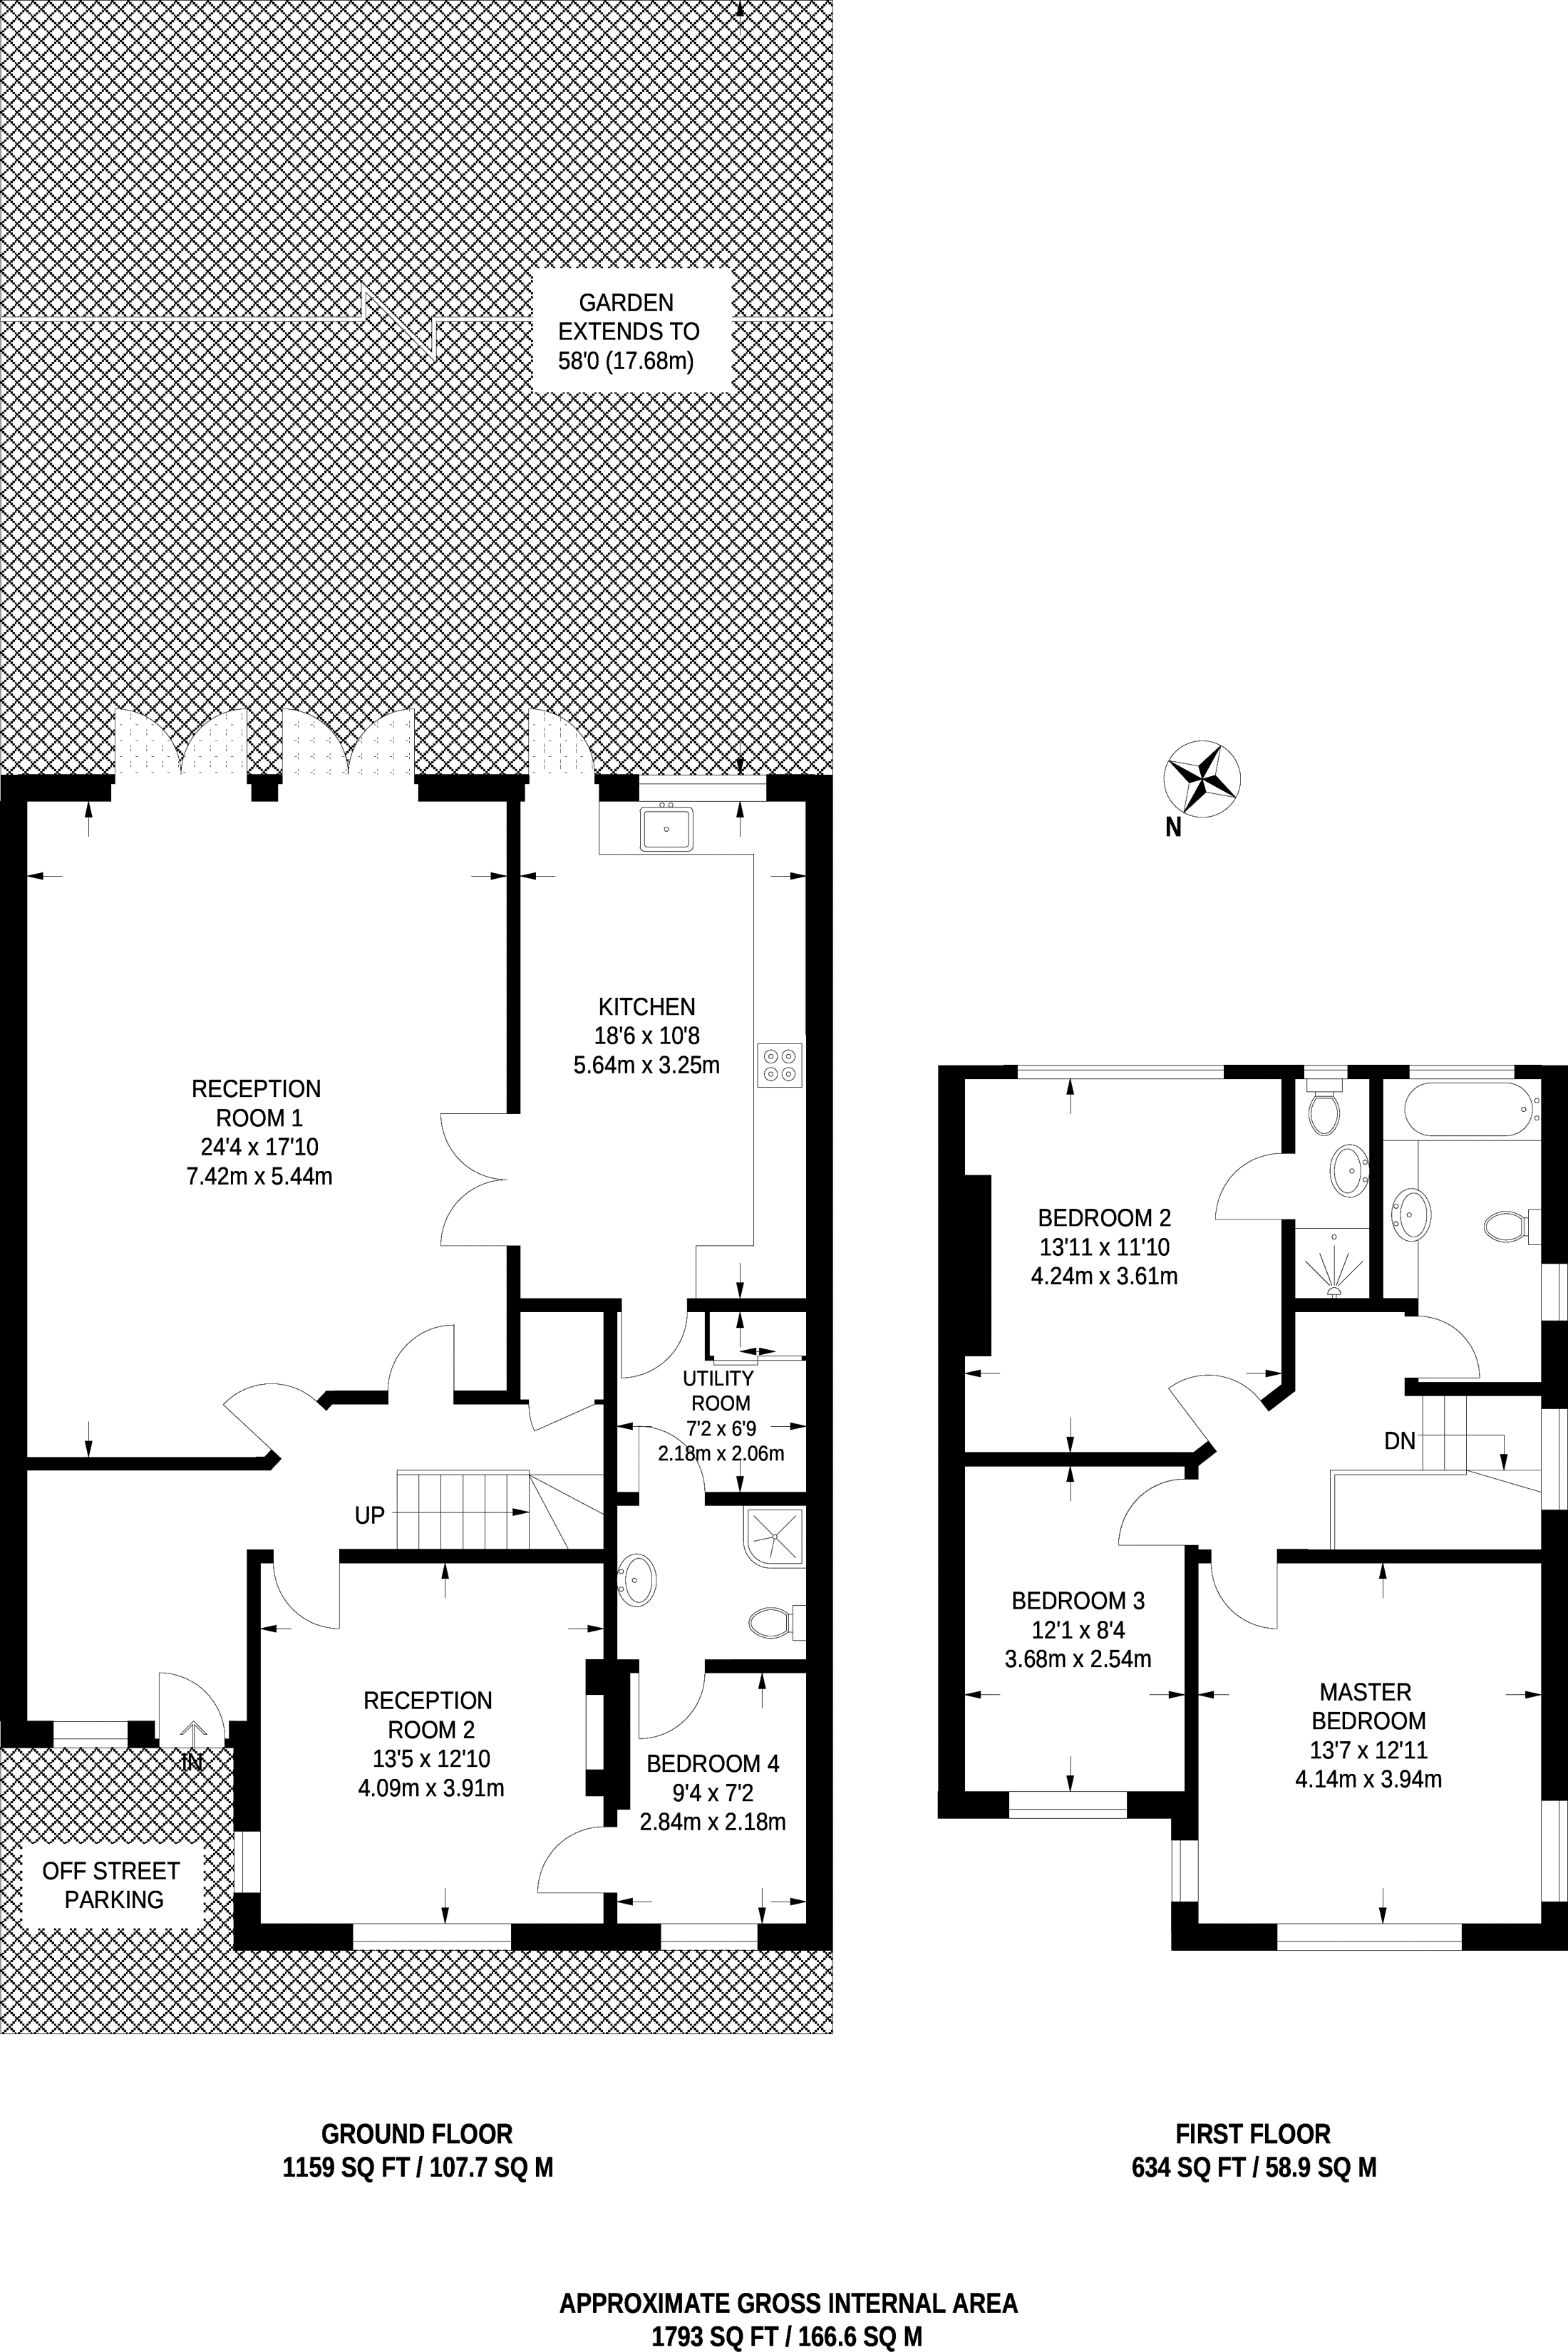 GARDEN
EXTENDS TO
58'0 (17.68m)
N
KITCHEN
18'6 x 10'8
5.64m x 3.25m
RECEPTION
ROOM 1
24'4 x 17'10
7.42m x 5.44m
UTILITY
ROOM
7'2 x 6'9
2.18m x 2.06m
UP
RECEPTION
ROOM 2
13'5 x 12'10
4.09m x 3.91m
IN
BEDROOM 4
9'4 x 7'2
2.84m x 2.18m
OFF STREET
PARKING
BEDROOM 2
13'11 x 11'10
4.24m x 3.61m
DN
BEDROOM 3
12'1 x 8'4
3.68m x 2.54m
MASTER
BEDROOM
13'7 x 12'11
4.14m x 3.94m
GROUND FLOOR
1159 SQ FT / 107.7 SQ M
FIRST FLOOR
634 SQ FT / 58.9 SQ M
APPROXIMATE GROSS INTERNAL AREA
1793 SQ FT / 166.6 SQ M